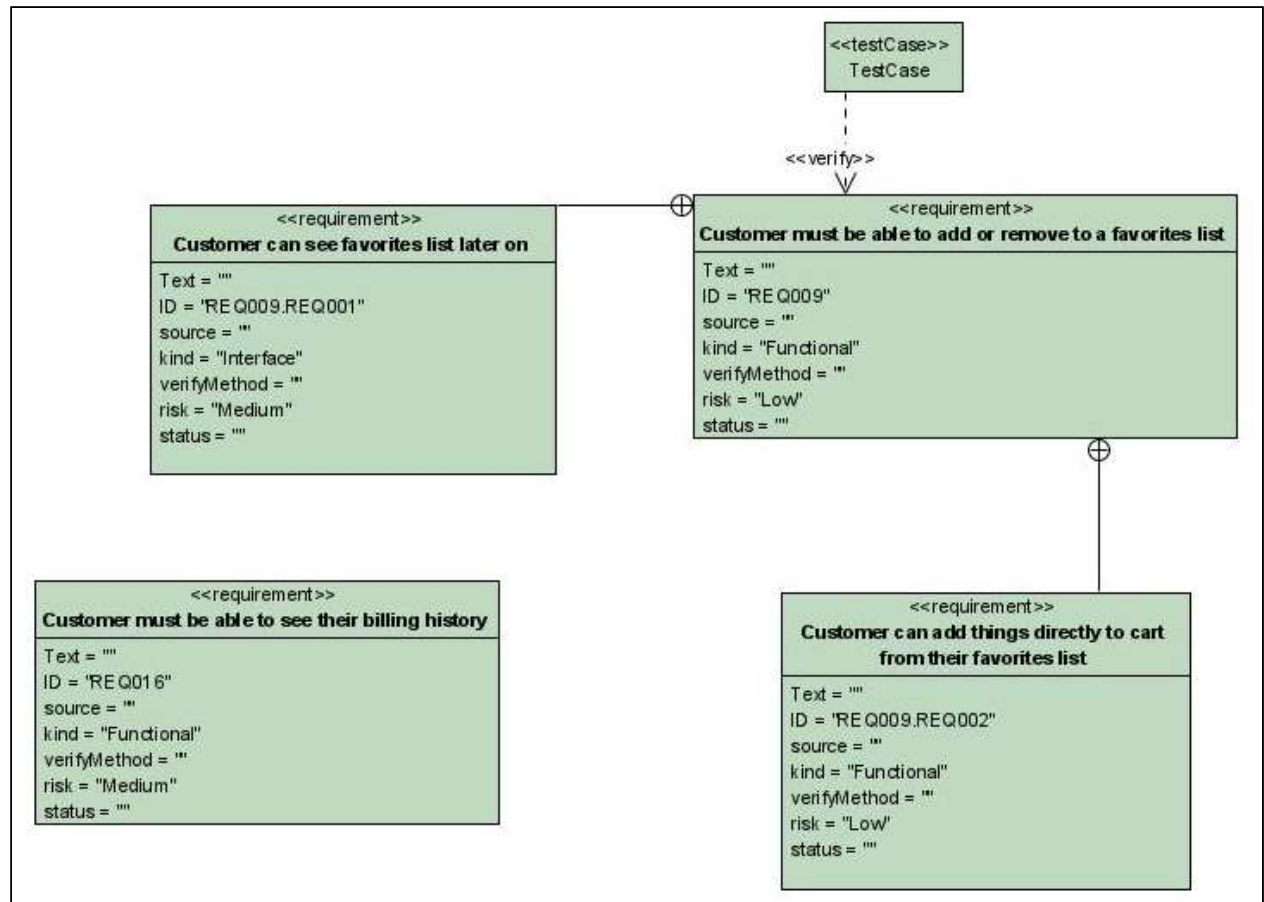 <<testCase>>
TestCase
<<verify>>
<<requirement>>
Customer can see favorites list later on
Text = ""
ID = "REQ009.REQ001"
source = ""
kind = "Interface"
verifyMethod = ""
risk = "Medium"
status = ""
<<requirement>>
Customer must be able to add or remove to a favorites list
Text = ""
ID = "REQ009"
source = ""
kind = "Functional"
verifyMethod = ""
risk = "Low"
status = ""
<<requirement>>
Customer must be able to see their billing history
Text = ""
ID = "REQ016"
source = ""
kind = "Functional"
verifyMethod = ""
risk = "Medium"
status = ""
<<requirement>>
Customer can add things directly to cart
from their favorites list
Text = ""
ID = "REQ009.REQ002"
source = ""
kind = "Functional"
verifyMethod = ""
risk = "Low"
status = ""